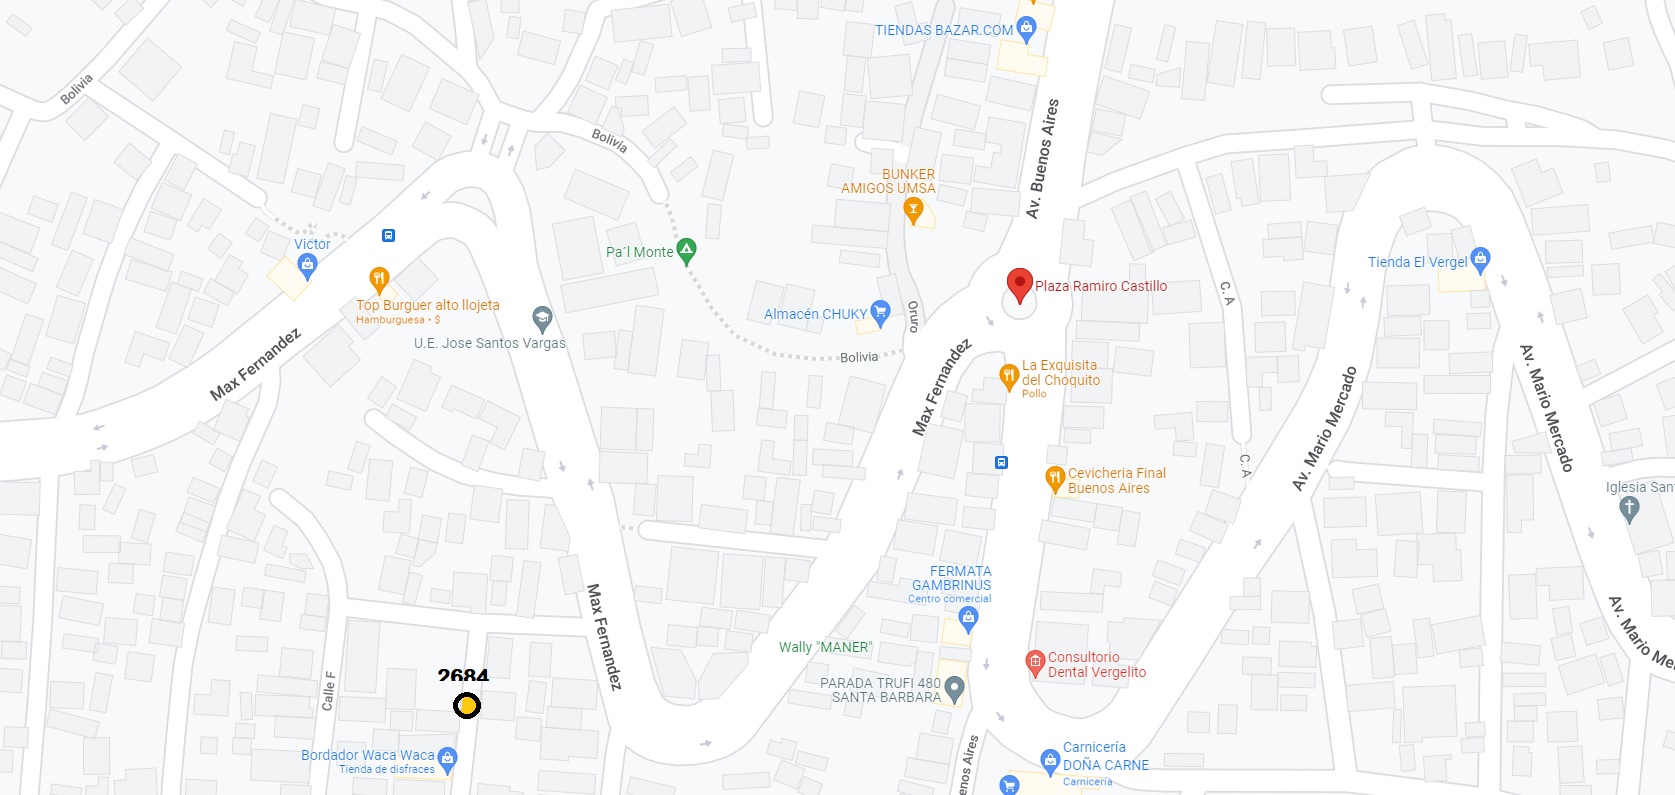 TIENDAS BAZAR.COM
Bolivia
Av. Buenos Aires
Bolivia
BUNKER
AMIGOS UMSA
Victor
Pa´l Monte
Tienda El Vergel
Plaza Ramiro Castillo
C. A
Top Burguer alto llojeta
Hamburguesa • $
Almacén CHUKY
Oruro
U.E. Jose Santos Vargas
Bolivia
Max Fernandez
Max Fernandez
La Exquisita
del Choquito
Pollo
Av. Mario Mercado
Av. Mario Mercado
C. A
Cevicheria Final
Buenos Aires
Iglesia San
FERMATA
GAMBRINUS
Centro comercial
Max Fernandez
Av. Mario Me
Wally "MANER"
Consultorio
Dental Vergelito
2684
PARADA TRUFI 480
SANTA BARBARA
Calle F
Bordador Waca Waca
Tienda de disfraces
enos Aires
Carnicería
DOÑA CARNE
Carnicería